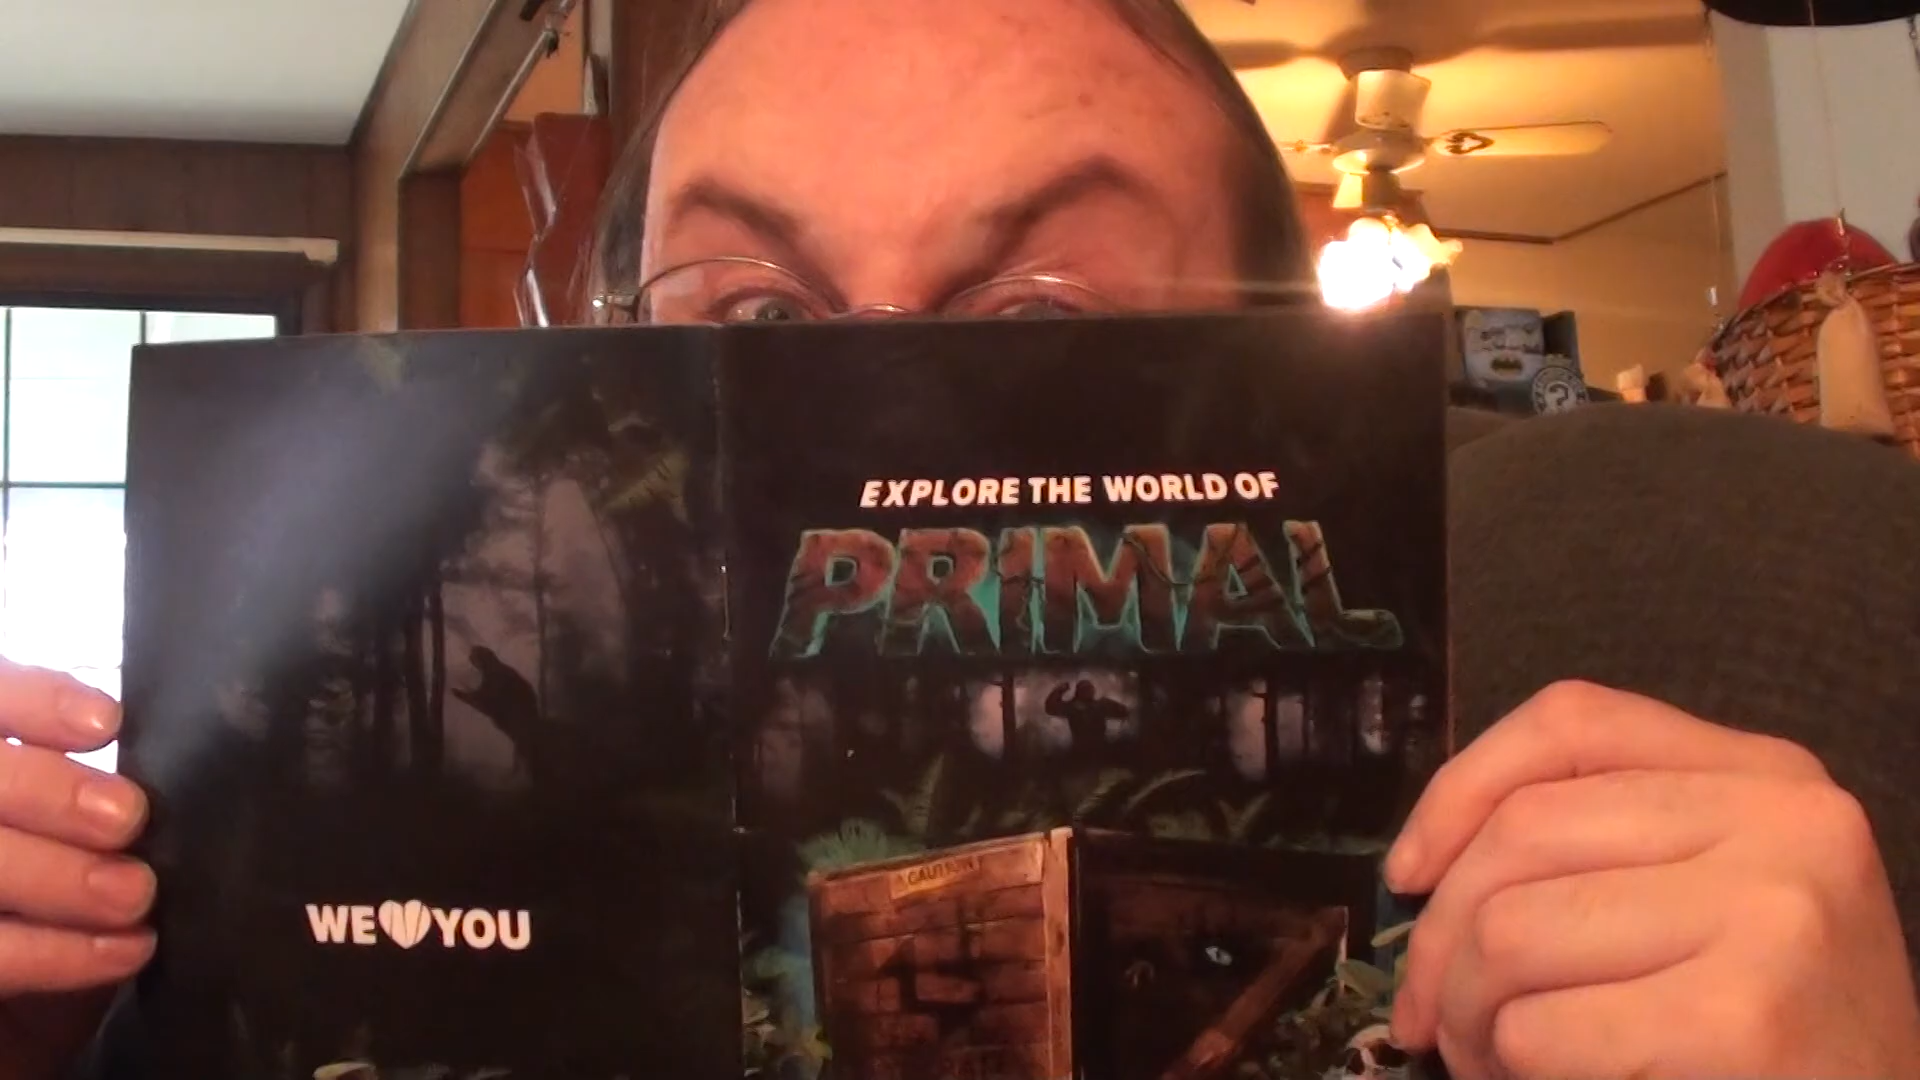 EXPLORE THE WORLD OF
PRIMAL
CAUTION
WE YOU